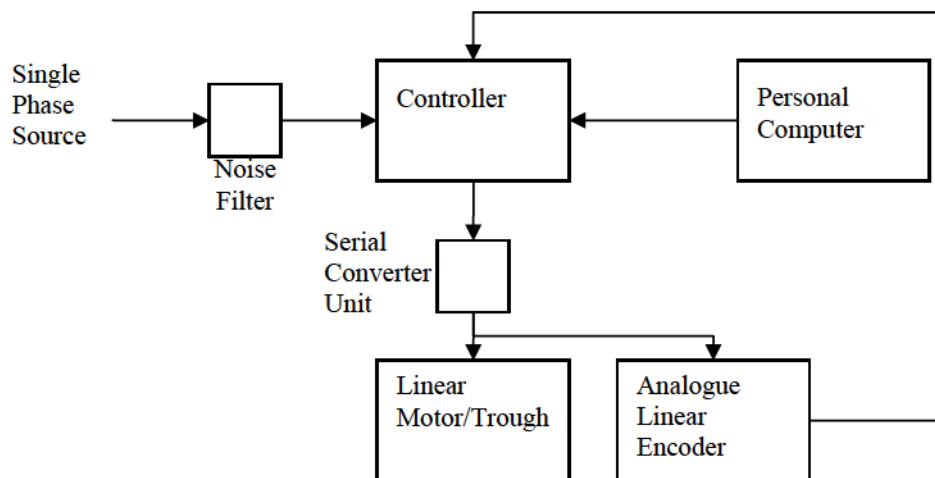 Single
Phase
Source
Noise
Filter
Controller
Personal
Computer
Serial
Converter
Unit
Linear
Motor/Trough
Analogue
Linear
Encoder